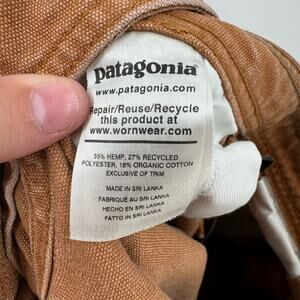 patagonia®
www.patagonia.com
Repair/Reuse/Recycle
this product at
www.wornwear.com
55% HEMP, 27% RECYCLED
POLYESTER, 18% ORGANIC COTTON
EXCLUSIVE OF TRIM
MADE IN SRI LANKA
FABRIQUÉ AU SRI LANKA
HECHO EN SRI LANKA
FATTO IN SRI LANKA